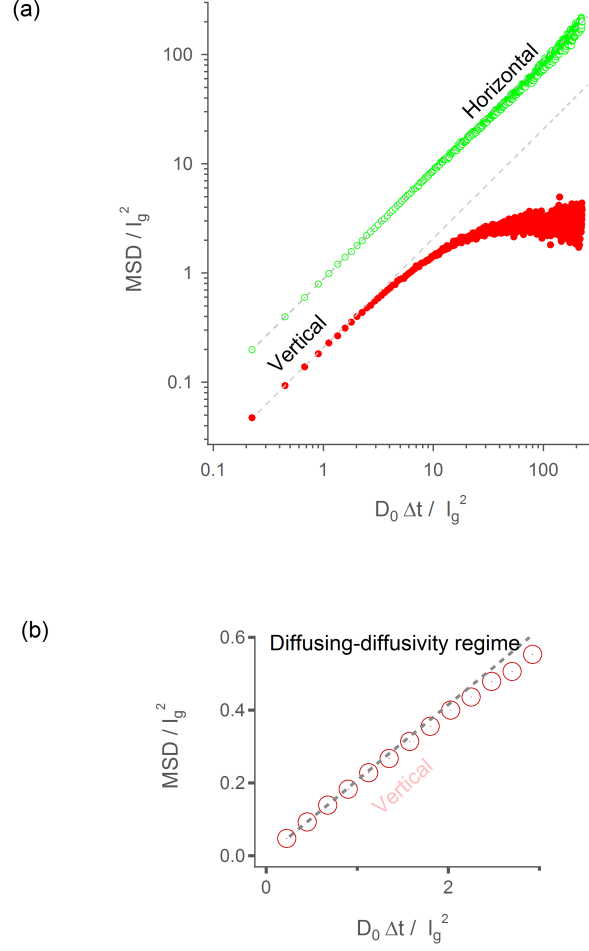 (a)
100
10
1
0.1
MSD / l_g^2
Horizontal
Vertical
0.1 1 10 100
D_0 Δt / l_g^2
(b)
Diffusing-diffusivity regime
0.6
0.4
0.2
0.0
MSD / l_g^2
Vertical
0 2
D_0 Δt / l_g^2